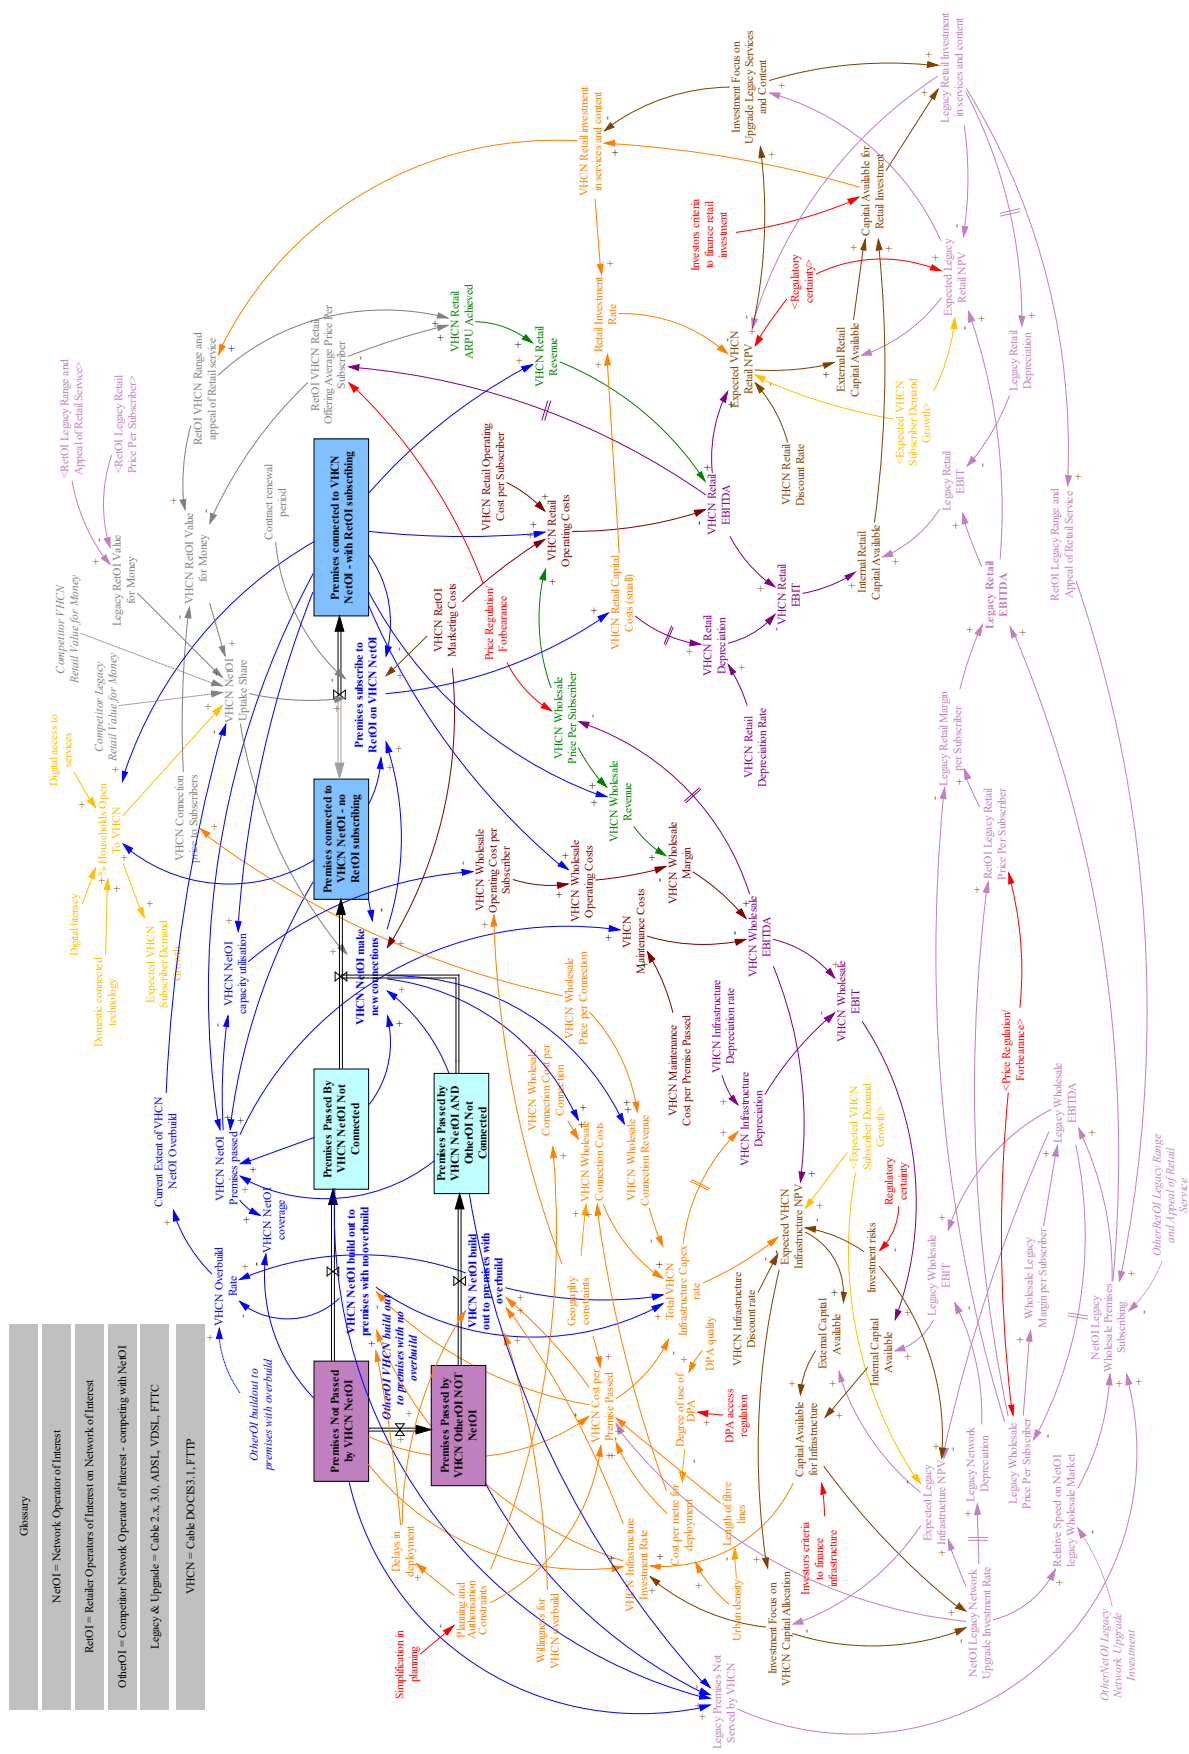 Glossary
NetOI = Network Operator of Interest
RetOI = Retailer Operators of Interest on Network of Interest
OtherOI = Competitor Network Operator of Interest - competing with NetOI
Legacy & Upgrade = Cable 2.x, 3.0, ADSL, VDSL, FTTC
VHCN = Cable DOCIS3.1, FTTP
Digital access to
services
Digital literacy
Domestic connected
technology
% Households Open
To VHCN
Expected VHCN
Subscriber Demand
Growth
Competitor VHCN
Retail Value for Money
Competitor Legacy
Retail Value for Money
<RetOI Legacy Range and
Appeal of Retail Service>
<RetOI Legacy Retail
Price Per Subscriber>
Legacy RetOI Value
for Money
VHCN RetOI Value
for Money
RetOI VHCN Range and
appeal of Retail service
VHCN Connection
price to Subscribers
VHCN NetOI
Uptake Share
Contract renewal
period
RetOI VHCN Retail
Offering Average Price Per
Subscriber
Current Extent of VHCN
NetOI Overbuild
VHCN Overbuild
Rate
VHCN NetOI
Premises passed
VHCN NetOI
capacity utilisation
VHCN NetOI
coverage
OtherOI buildout to
premises with overbuild
Premises Not Passed
by VHCN NetOI
Premises Passed By
VHCN NetOI Not
Connected
Premises connected to
VHCN NetOI - no
RetOI subscribing
Premises connected to VHCN
NetOI - with RetOI subscribing
VHCN NetOI build out to
premises with no overbuild
OtherOI VHCN build out
to premises with no
overbuild
VHCN NetOI make
new connections
Premises subscribe to
RetOI on VHCN NetOI
Premises Passed by
VHCN OtherOI NOT
NetOI
Premises Passed by
VHCN NetOI AND
OtherOI Not
Connected
VHCN NetOI build
out to premises with
overbuild
Simplification in
planning
Delays in
deployment
Planning and
Authorisation
Constraints
Willingness for
VHCN overbuild
VHCN RetOI
Marketing Costs
Price Regulation/
Forbearance
VHCN Retail Operating
Cost per Subscriber
VHCN Retail
Operating Costs
VHCN Retail
ARPU Achieved
VHCN Retail
Revenue
VHCN Wholesale
Operating Cost per
Subscriber
VHCN Wholesale
Operating Costs
VHCN Wholesale
Price Per Subscriber
VHCN Wholesale
Revenue
VHCN Wholesale
Margin
VHCN Wholesale
Price per Connection
VHCN Wholesale
Connection Cost per
Connection
VHCN Wholesale
Connection Costs
VHCN Wholesale
Connection Revenue
VHCN
Maintenance Costs
VHCN Maintenance
Cost per Premise Passed
Geography
constraints
VHCN Cost per
Premise Passed
VHCN Infrastructure
Investment Rate
Total VHCN
Infrastructure Capex
rate
Degree of use of
DPA
DPA quality
DPA access
regulation
Cost per metre for
deployment
Length of fibre
lines
Urban density
VHCN Retail investment
in services and content
Retail Investment
Rate
VHCN Retail Capital
Costs (small)
VHCN Retail
Depreciation
VHCN Retail
Depreciation Rate
VHCN Retail
EBITDA
VHCN Retail
EBIT
VHCN Retail
Discount Rate
Expected VHCN
Retail NPV
Investors criteria
to finance retail
investment
<Regulatory
certainty>
Investment Focus on
Upgrade Legacy Services
and Content
Capital Available for
Retail Investment
External Retail
Capital Available
Internal Retail
Capital Available
<Expected VHCN
Subscriber Demand
Growth>
VHCN Wholesale
EBITDA
VHCN Wholesale
EBIT
VHCN Infrastructure
Depreciation rate
VHCN Infrastructure
Depreciation
VHCN Infrastructure
Discount rate
Expected VHCN
Infrastructure NPV
<Expected VHCN
Subscriber Demand
Growth>
Regulatory
certainty
Investment risks
External Capital
Available
Internal Capital
Available
Capital Available
for Infrastructure
Investors criteria
to finance
infrastructure
Investment Focus on
VHCN Capital Allocation
Legacy Premises Not
Served by VHCN
Legacy Retail Investment
in services and content
Expected Legacy
Retail NPV
Legacy Retail
Depreciation
Legacy Retail
EBIT
Legacy Retail
EBITDA
RetOI Legacy Range and
Appeal of Retail Service
Legacy Retail Margin
per Subscriber
RetOI Legacy Retail
Price Per Subscriber
<Price Regulation/
Forbearance>
Legacy Wholesale
EBITDA
Legacy Wholesale
EBIT
Wholesale Legacy
Margin per Subscriber
NetOI Legacy
Wholesale Premises
Subscribing
OtherRetOI Legacy Range
and Appeal of Retail
Service
Legacy Wholesale
Price Per Subscriber
Legacy Network
Depreciation
Expected Legacy
Infrastructure NPV
Relative Speed on NetOI
legacy Wholesale Market
NetOI Legacy Network
Upgrade Investment Rate
OtherNetOI Legacy
Network Upgrade
Investment